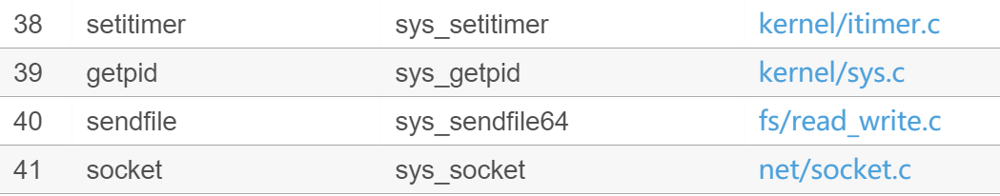 38 setitimer sys_setitimer kernel/itimer.c
39 getpid sys_getpid kernel/sys.c
40 sendfile sys_sendfile64 fs/read_write.c
41 socket sys_socket net/socket.c